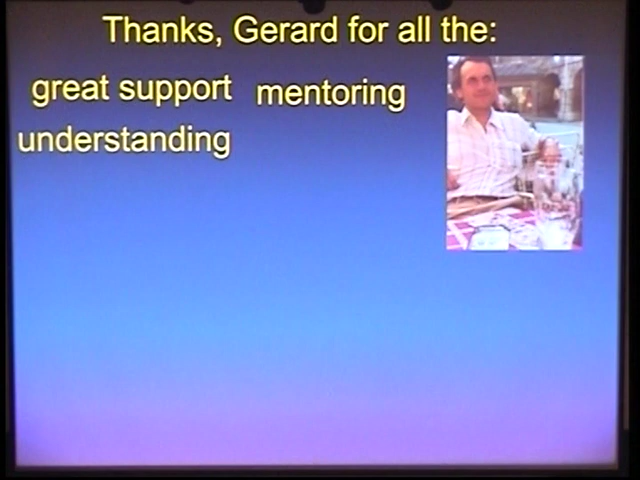 Thanks, Gerard for all the:
great support mentoring
understanding